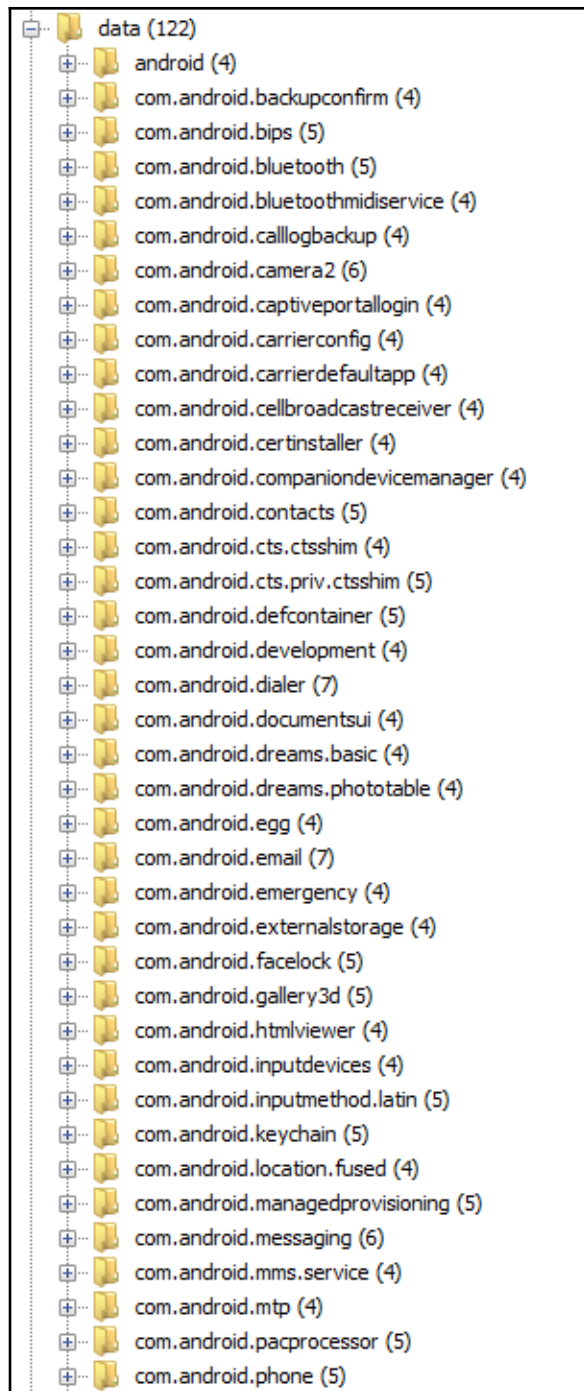 data (122)
android (4)
com.android.backupconfirm (4)
com.android.bips (5)
com.android.bluetooth (5)
com.android.bluetoothmidiservice (4)
com.android.calllogbackup (4)
com.android.camera2 (6)
com.android.captiveportallogin (4)
com.android.carrierconfig (4)
com.android.carrierdefaultapp (4)
com.android.cellbroadcastreceiver (4)
com.android.certinstaller (4)
com.android.companiondevicemanager (4)
com.android.contacts (5)
com.android.cts.ctsshim (4)
com.android.cts.priv.ctsshim (5)
com.android.defcontainer (5)
com.android.development (4)
com.android.dialer (7)
com.android.documentsui (4)
com.android.dreams.basic (4)
com.android.dreams.phototable (4)
com.android.egg (4)
com.android.email (7)
com.android.emergency (4)
com.android.externalstorage (4)
com.android.facelock (5)
com.android.gallery3d (5)
com.android.htmlviewer (4)
com.android.inputdevices (4)
com.android.inputmethod.latin (5)
com.android.keychain (5)
com.android.location.fused (4)
com.android.managedprovisioning (5)
com.android.messaging (6)
com.android.mms.service (4)
com.android.mtp (4)
com.android.pacprocessor (5)
com.android.phone (5)